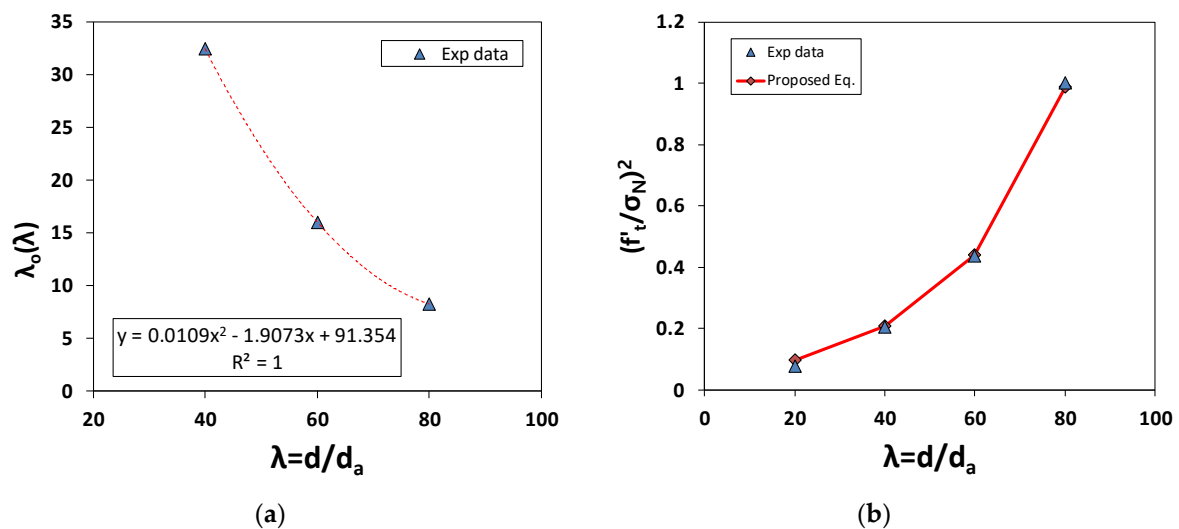 35
30
25
20
15
10
5
0
20
40
60
80
100
λₒ(λ)
λ=d/dₐ
Exp data
y = 0.0109x² - 1.9073x + 91.354
R² = 1
(a)
1.2
1
0.8
0.6
0.4
0.2
0
0
20
40
60
80
100
(f'ₜ/σ_N)²
λ=d/dₐ
Exp data
Proposed Eq.
(b)